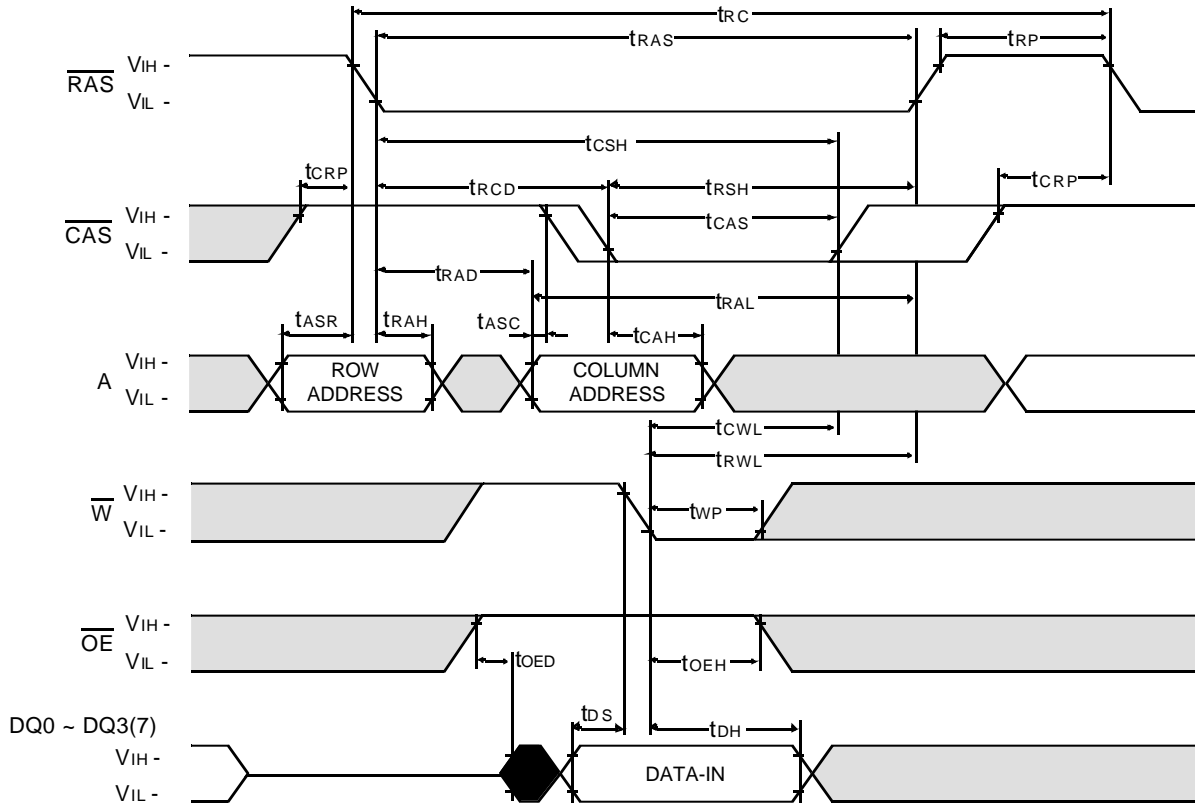 tRC
tRAS
tRP
RAS
VIH -
VIL -
tCSH
tCRP
tRCD
tRSH
tCRP
CAS
VIH -
VIL -
tCAS
tRAD
tRAL
tASR
tRAH
tASC
tCAH
A
VIH -
VIL -
ROW
ADDRESS
COLUMN
ADDRESS
tCWL
tRWL
W
VIH -
VIL -
tWP
OE
VIH -
VIL -
tOED
tOEH
DQ0 ~ DQ3(7)
tDS
tDH
VIH -
VIL -
DATA-IN